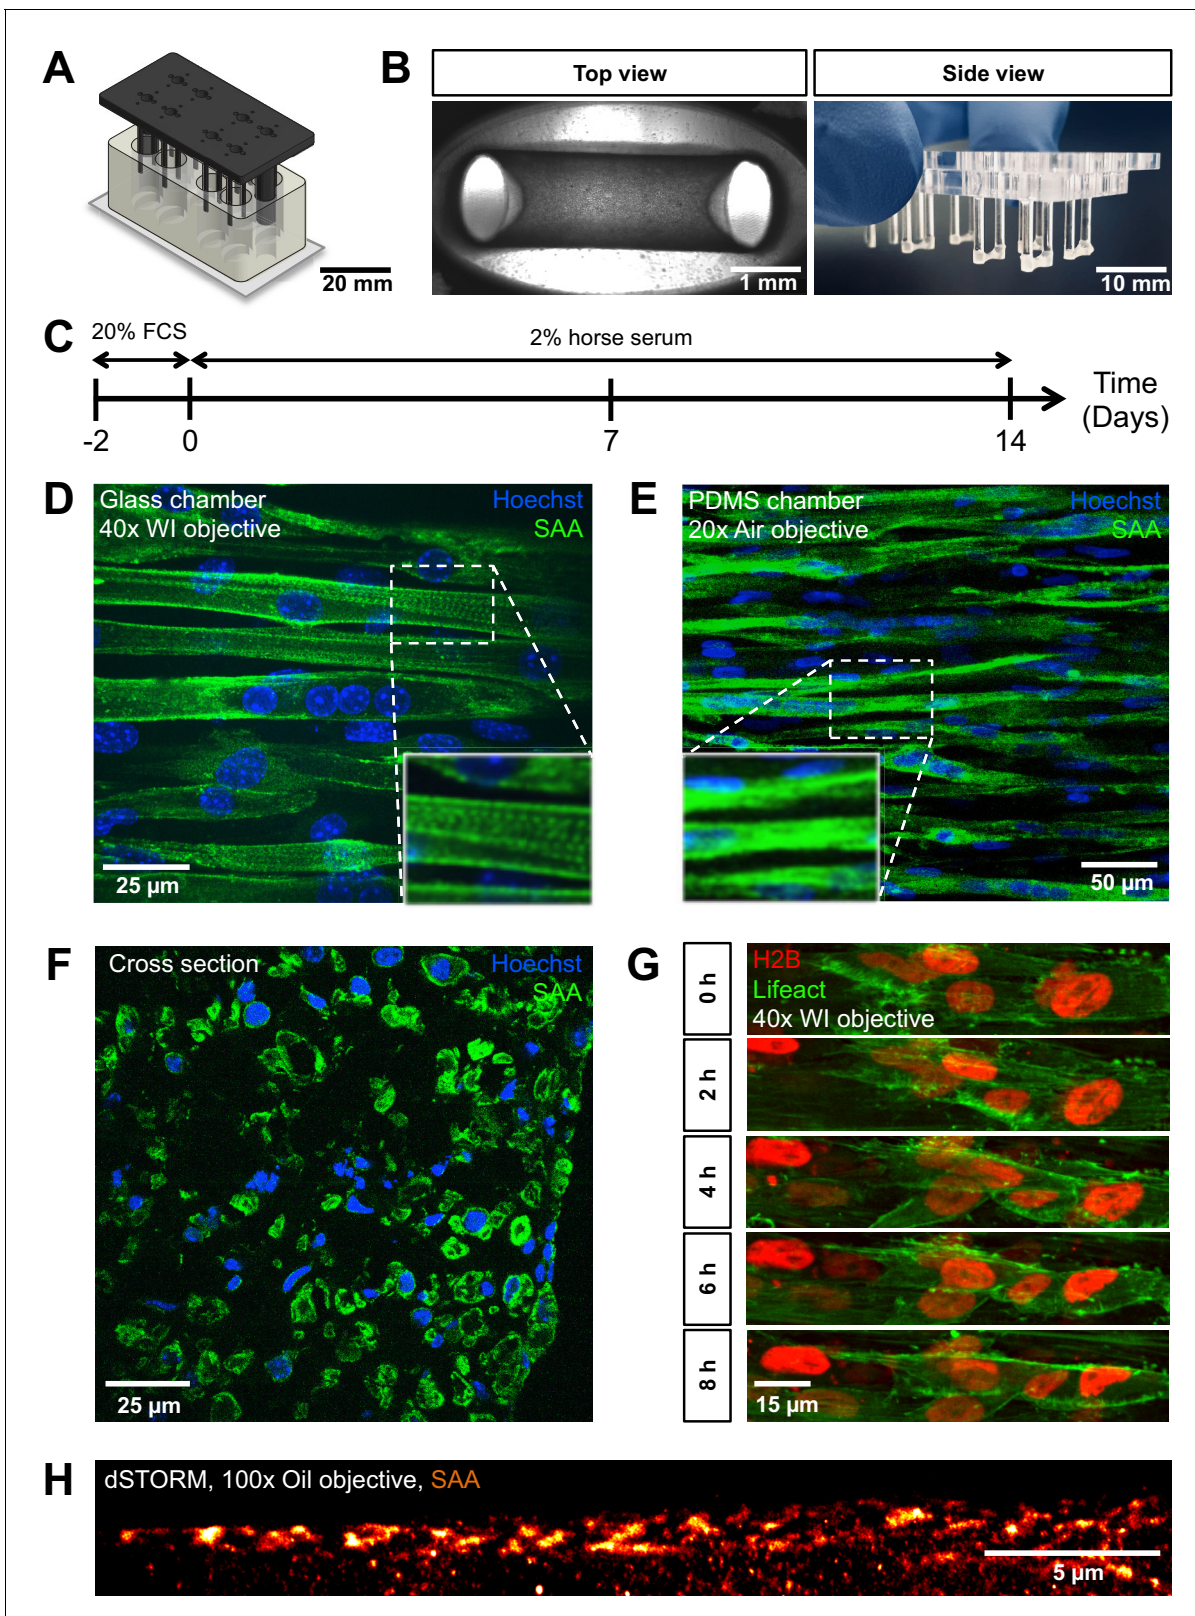 A
20 mm
B
Top view
Side view
1 mm
10 mm
C
20% FCS
2% horse serum
-2
0
7
14
Time
(Days)
D
Glass chamber
40x WI objective
Hoechst
SAA
25 µm
E
PDMS chamber
20x Air objective
Hoechst
SAA
50 µm
F
Cross section
Hoechst
SAA
25 µm
G
0 h
H2B
Lifeact
40x WI objective
2 h
4 h
6 h
8 h
15 µm
H
dSTORM, 100x Oil objective, SAA
5 µm